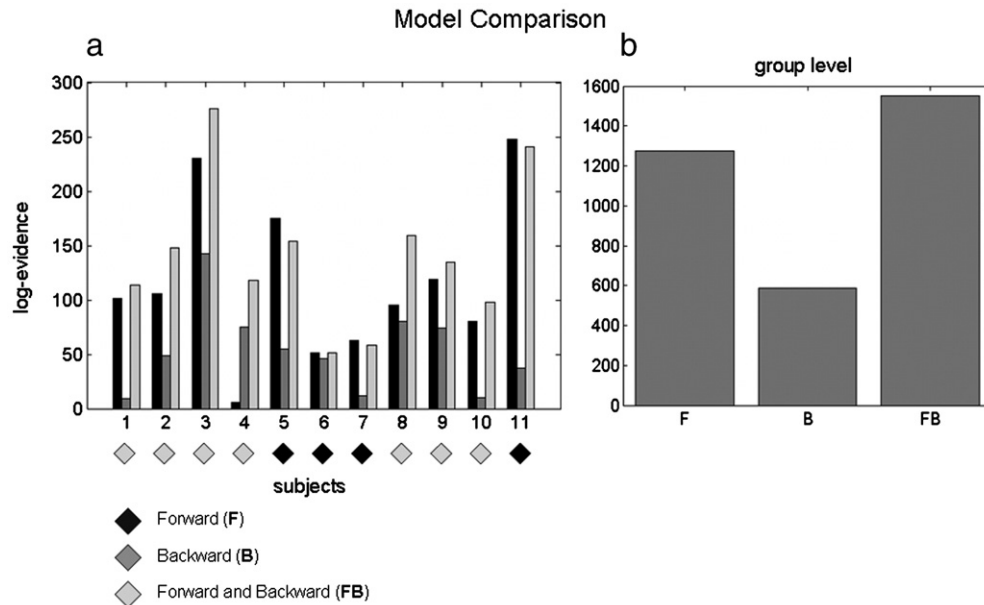 Model Comparison
a
300
250
200
150
100
50
0
log-evidence
1 2 3 4 5 6 7 8 9 10 11
subjects
Forward (F)
Backward (B)
Forward and Backward (FB)
b
group level
1600
1400
1200
1000
800
600
400
200
0
F B FB